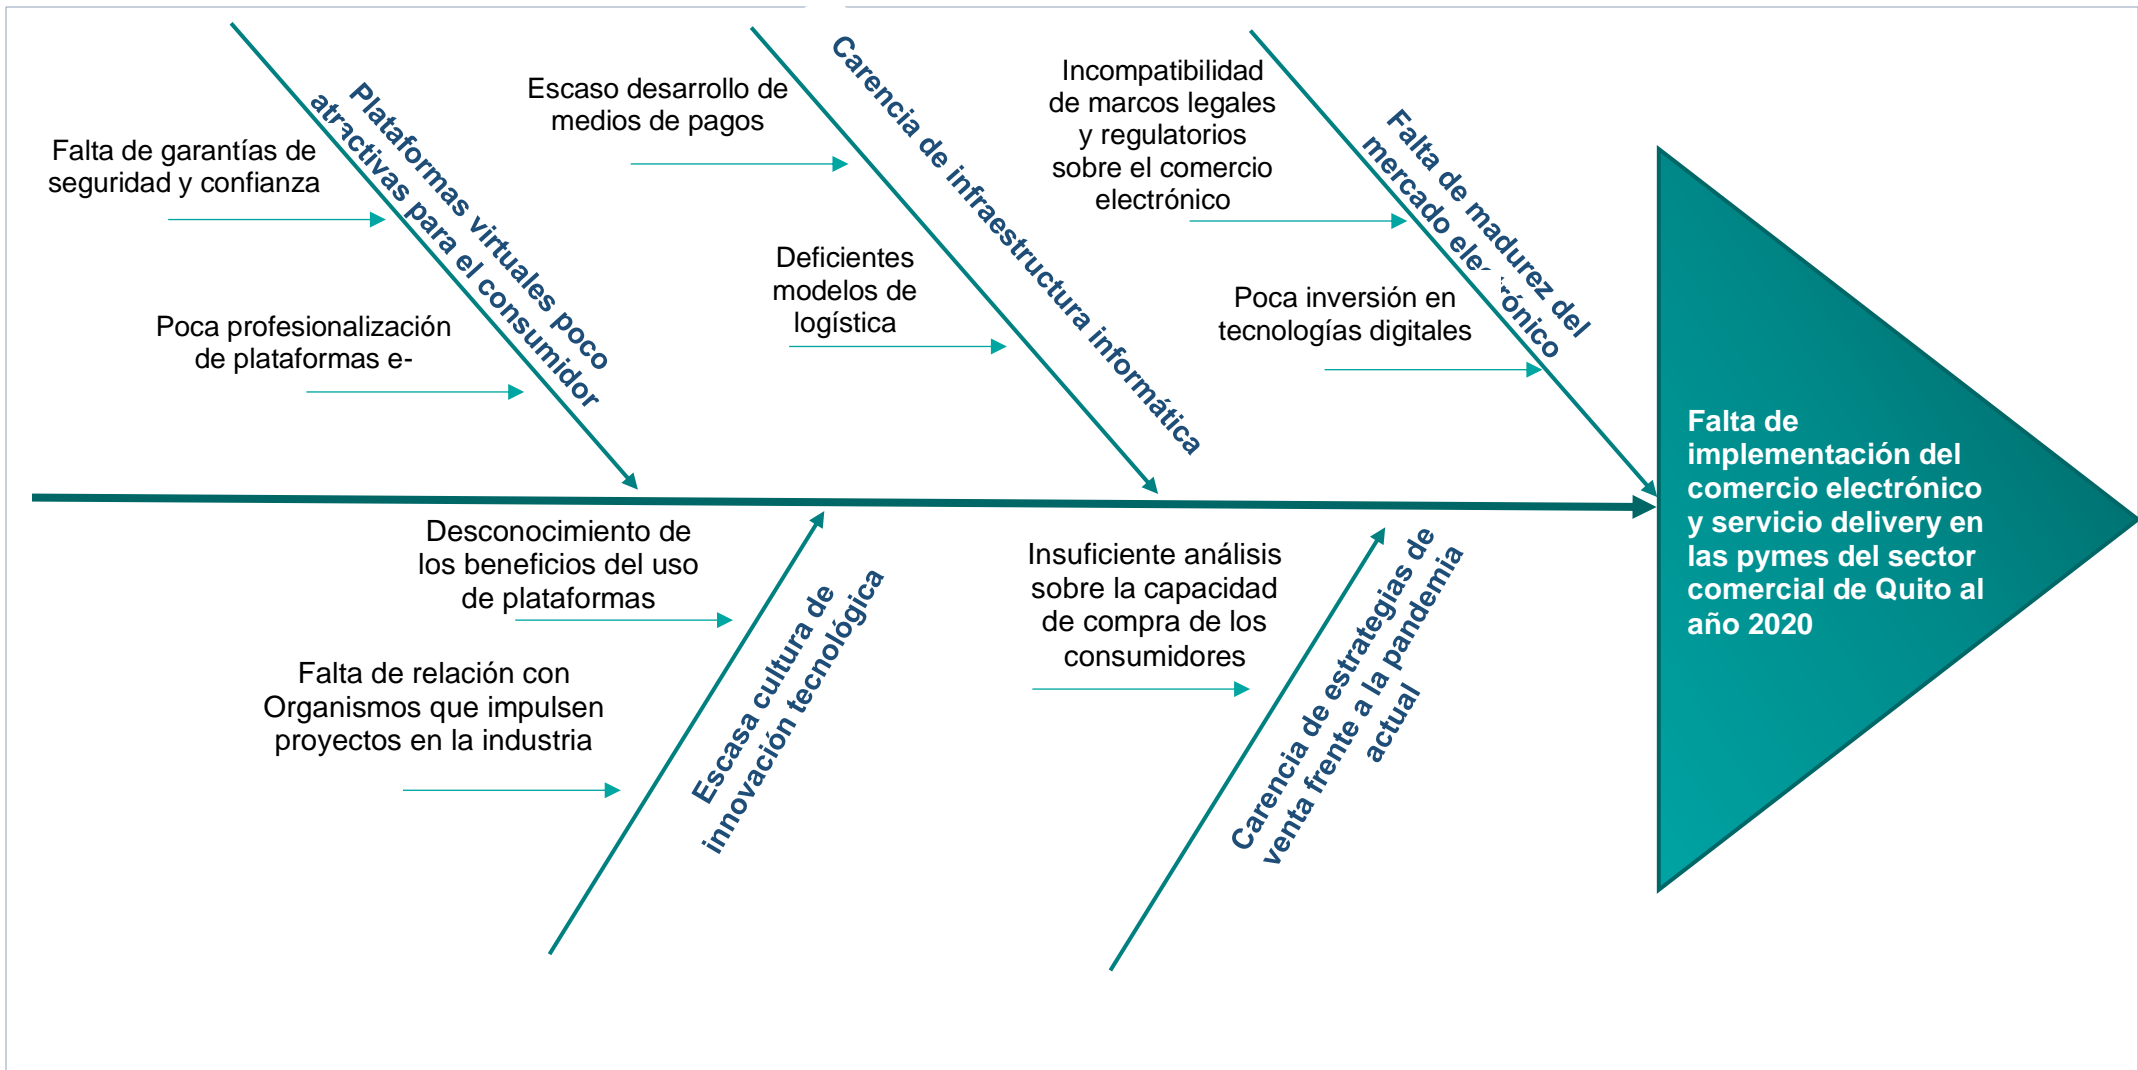 Plataformas virtuales poco
atractivas para el consumidor
Falta de garantías de
seguridad y confianza
Poca profesionalización
de plataformas e-
Carencia de infraestructura informática
Escaso desarrollo de
medios de pagos
Deficientes
modelos de
logística
Falta de madurez del
mercado electrónico
Incompatibilidad
de marcos legales
y regulatorios
sobre el comercio
electrónico
Poca inversión en
tecnologías digitales
Escasa cultura de
innovación tecnológica
Desconocimiento de
los beneficios del uso
de plataformas
Falta de relación con
Organismos que impulsen
proyectos en la industria
Carencia de estrategias de
venta frente a la pandemia
actual
Insuficiente análisis
sobre la capacidad
de compra de los
consumidores
Falta de
implementación del
comercio electrónico
y servicio delivery en
las pymes del sector
comercial de Quito al
año 2020